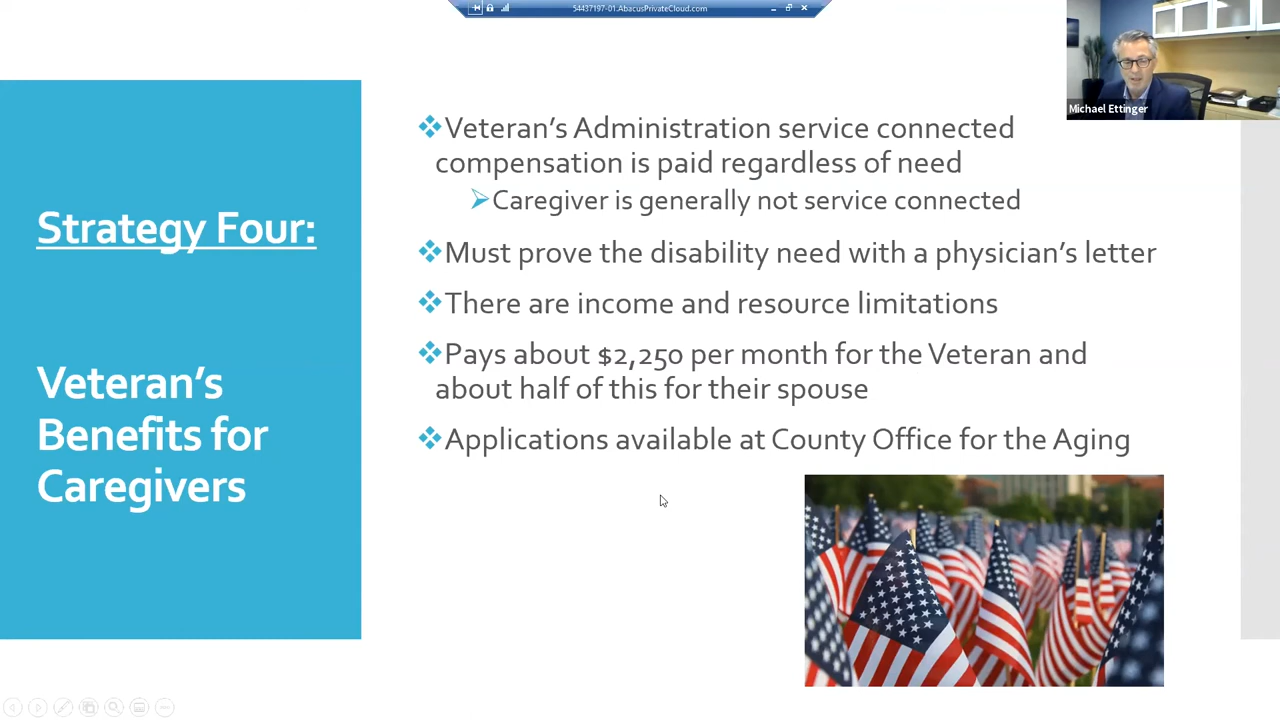 54437197-01.AbacusPrivateCloud.com
Michael Ettinger
Strategy Four:
Veteran's
Benefits for
Caregivers
Veteran's Administration service connected
compensation is paid regardless of need
Caregiver is generally not service connected
Must prove the disability need with a physician's letter
There are income and resource limitations
Pays about $2,250 per month for the Veteran and
about half of this for their spouse
Applications available at County Office for the Aging